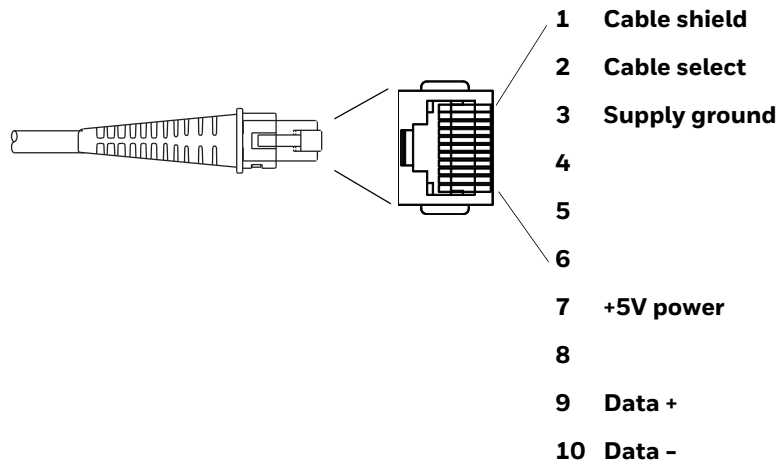 1 Cable shield
2 Cable select
3 Supply ground
4
5
6
7 +5V power
8
9 Data +
10 Data -